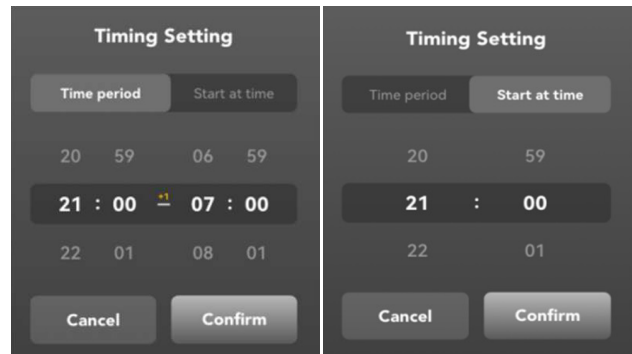 Timing Setting
Time period Start at time
20 59 06 59
21 : 00 +1 — 07 : 00
22 01 08 01
Cancel Confirm
Timing Setting
Time period Start at time
20 59
21 : 00
22 01
Cancel Confirm